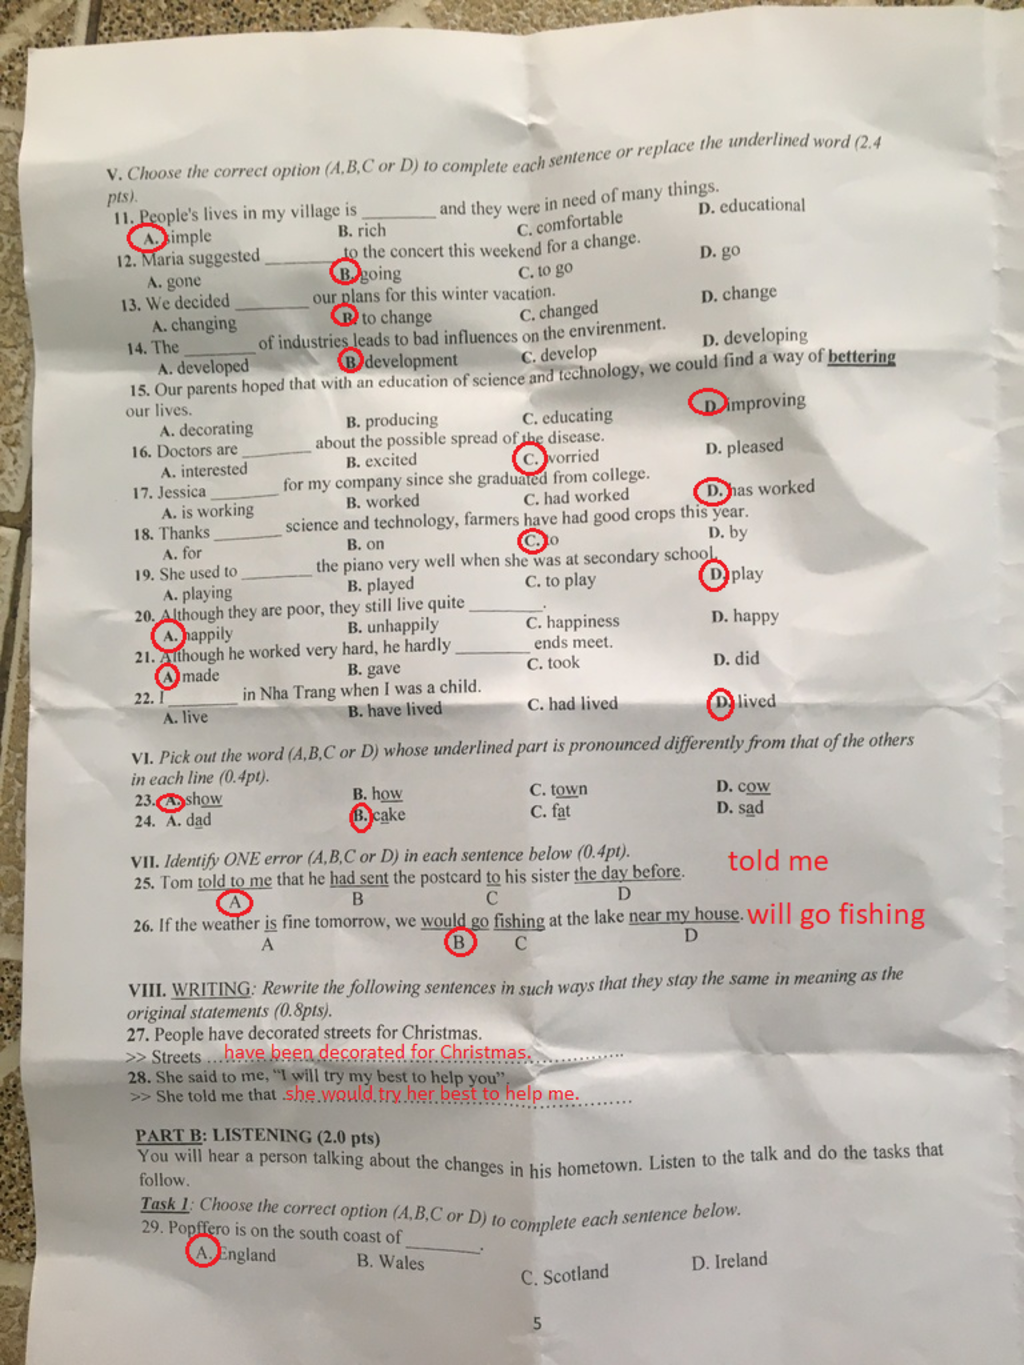 V. Choose the correct option (A,B,C or D) to complete each sentence or replace the underlined word (2.4
pts).
11. People's lives in my village is ________ and they were in need of many things.
A. simple B. rich C. comfortable D. educational
12. Maria suggested ________ to the concert this weekend for a change.
A. gone B. going C. to go D. go
13. We decided ________ our plans for this winter vacation.
A. changing B. to change C. changed D. change
14. The ________ of industries leads to bad influences on the envirenment.
A. developed B. development C. develop D. developing
15. Our parents hoped that with an education of science and technology, we could find a way of bettering
our lives.
A. decorating B. producing C. educating D. improving
16. Doctors are ________ about the possible spread of the disease.
A. interested B. excited C. worried D. pleased
17. Jessica ________ for my company since she graduated from college.
A. is working B. worked C. had worked D. has worked
18. Thanks ________ science and technology, farmers have had good crops this year.
A. for B. on C. to D. by
19. She used to ________ the piano very well when she was at secondary school.
A. playing B. played C. to play D. play
20. Although they are poor, they still live quite ________.
A. happily B. unhappily C. happiness D. happy
21. Although he worked very hard, he hardly ________ ends meet.
A. made B. gave C. took D. did
22. I ________ in Nha Trang when I was a child.
A. live B. have lived C. had lived D. lived
VI. Pick out the word (A,B,C or D) whose underlined part is pronounced differently from that of the others
in each line (0.4pt).
23. A. show B. how C. town D. cow
24. A. dad B. cake C. fat D. sad
VII. Identify ONE error (A,B,C or D) in each sentence below (0.4pt). told me
25. Tom told to me that he had sent the postcard to his sister the day before.
A B C D
26. If the weather is fine tomorrow, we would go fishing at the lake near my house. will go fishing
A B C D
VIII. WRITING: Rewrite the following sentences in such ways that they stay the same in meaning as the
original statements (0.8pts).
27. People have decorated streets for Christmas.
>> Streets ...have been decorated for Christmas. ..............
28. She said to me, "I will try my best to help you".
>> She told me that .she would try her best to help me. ..............
PART B: LISTENING (2.0 pts)
You will hear a person talking about the changes in his hometown. Listen to the talk and do the tasks that
follow.
Task 1: Choose the correct option (A,B,C or D) to complete each sentence below.
29. Popffero is on the south coast of ________.
A. England B. Wales C. Scotland D. Ireland
5